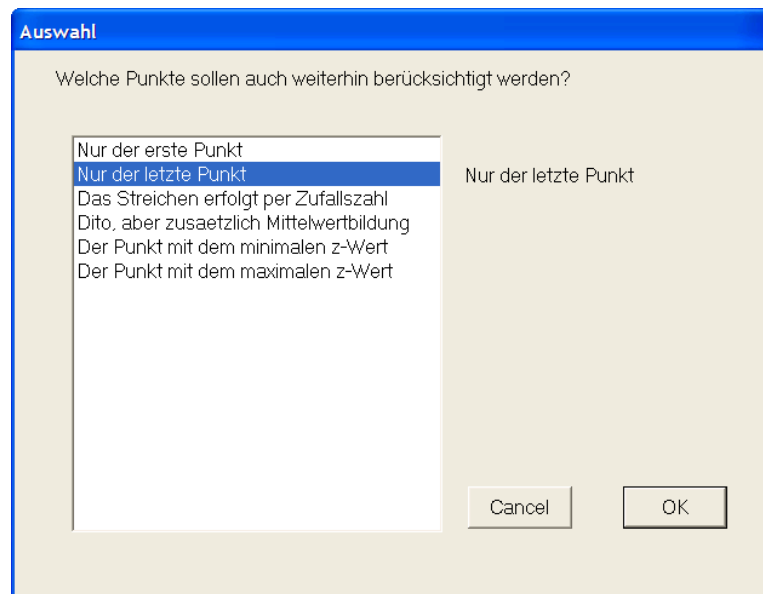 Auswahl
Welche Punkte sollen auch weiterhin berücksichtigt werden?
Nur der erste Punkt
Nur der letzte Punkt
Nur der letzte Punkt
Das Streichen erfolgt per Zufallszahl
Dito, aber zusaetzlich Mittelwertbildung
Der Punkt mit dem minimalen z-Wert
Der Punkt mit dem maximalen z-Wert
Cancel
OK